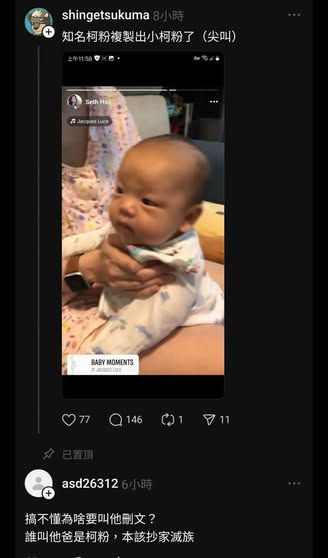 shingetsukuma 8小時
知名柯粉複製出小柯粉了（尖叫）
上午11:58
Seth Hsu
Jacques Luce
BABY MOMENTS
JACQUES LUCE
77 146 1 11
已置頂
asd26312 6小時
搞不懂為啥要叫他刪文？
誰叫他爸是柯粉，本該抄家滅族